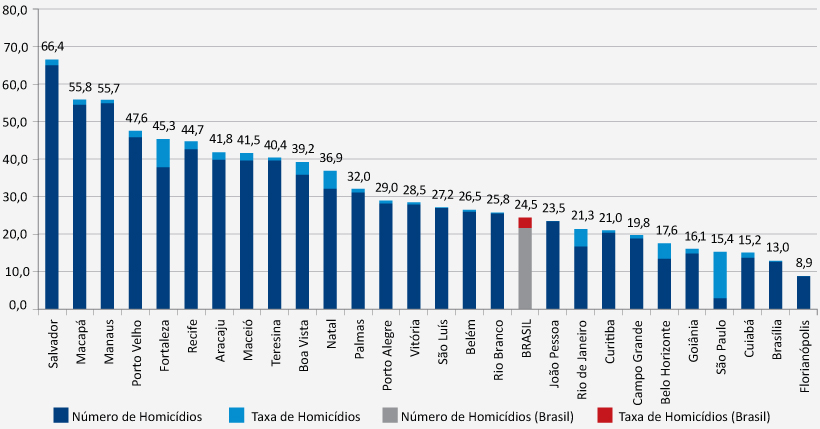 80,0
70,0
60,0
50,0
40,0
30,0
20,0
10,0
0,0
66,4 55,8 55,7 47,6 45,3 44,7 41,8 41,5 40,4 39,2 36,9 32,0 29,0 28,5 27,2 26,5 25,8 24,5 23,5 21,3 21,0 19,8 17,6 16,1 15,4 15,2 13,0 8,9
Salvador
Macapá
Manaus
Porto Velho
Fortaleza
Recife
Aracaju
Maceió
Teresina
Boa Vista
Natal
Palmas
Porto Alegre
Vitória
São Luís
Belém
Rio Branco
BRASIL
João Pessoa
Rio de Janeiro
Curitiba
Campo Grande
Belo Horizonte
Goiânia
São Paulo
Cuiabá
Brasília
Florianópolis
Número de Homicídios Taxa de Homicídios Número de Homicídios (Brasil) Taxa de Homicídios (Brasil)